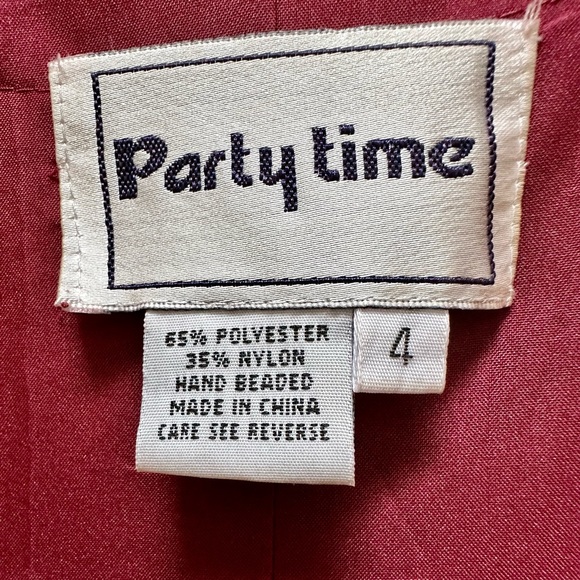 Party time
65% POLYESTER
35% NYLON
HAND BEADED
MADE IN CHINA
CARE SEE REVERSE
4